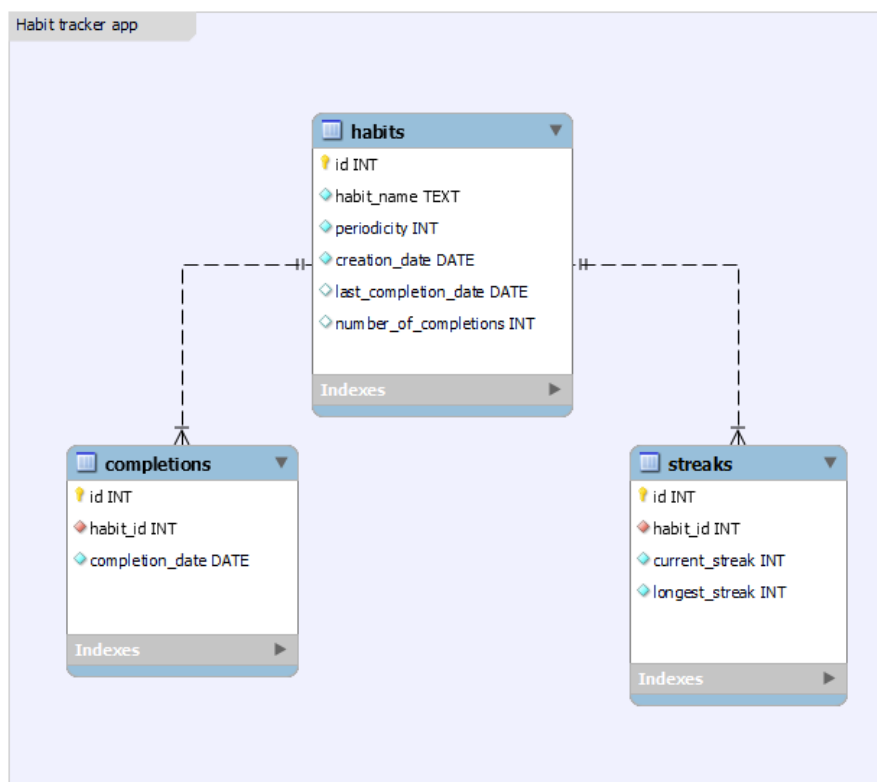 Habit tracker app
habits
id INT
habit_name TEXT
periodicity INT
creation_date DATE
last_completion_date DATE
number_of_completions INT
Indexes
completions
id INT
habit_id INT
completion_date DATE
Indexes
streaks
id INT
habit_id INT
current_streak INT
longest_streak INT
Indexes